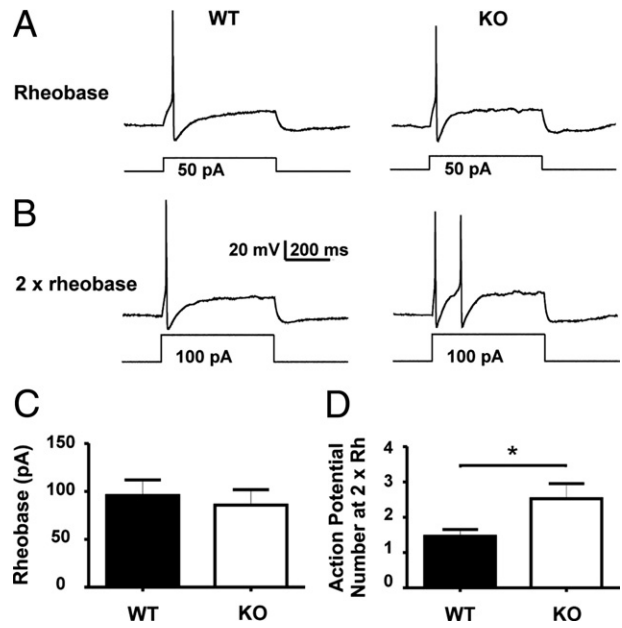 A
WT
KO
Rheobase
50 pA
50 pA
B
20 mV
200 ms
2 x rheobase
100 pA
100 pA
C
Rheobase (pA)
150
100
50
0
WT
KO
D
Action Potential
Number at 2 x Rh
4
3
2
1
0
*
WT
KO